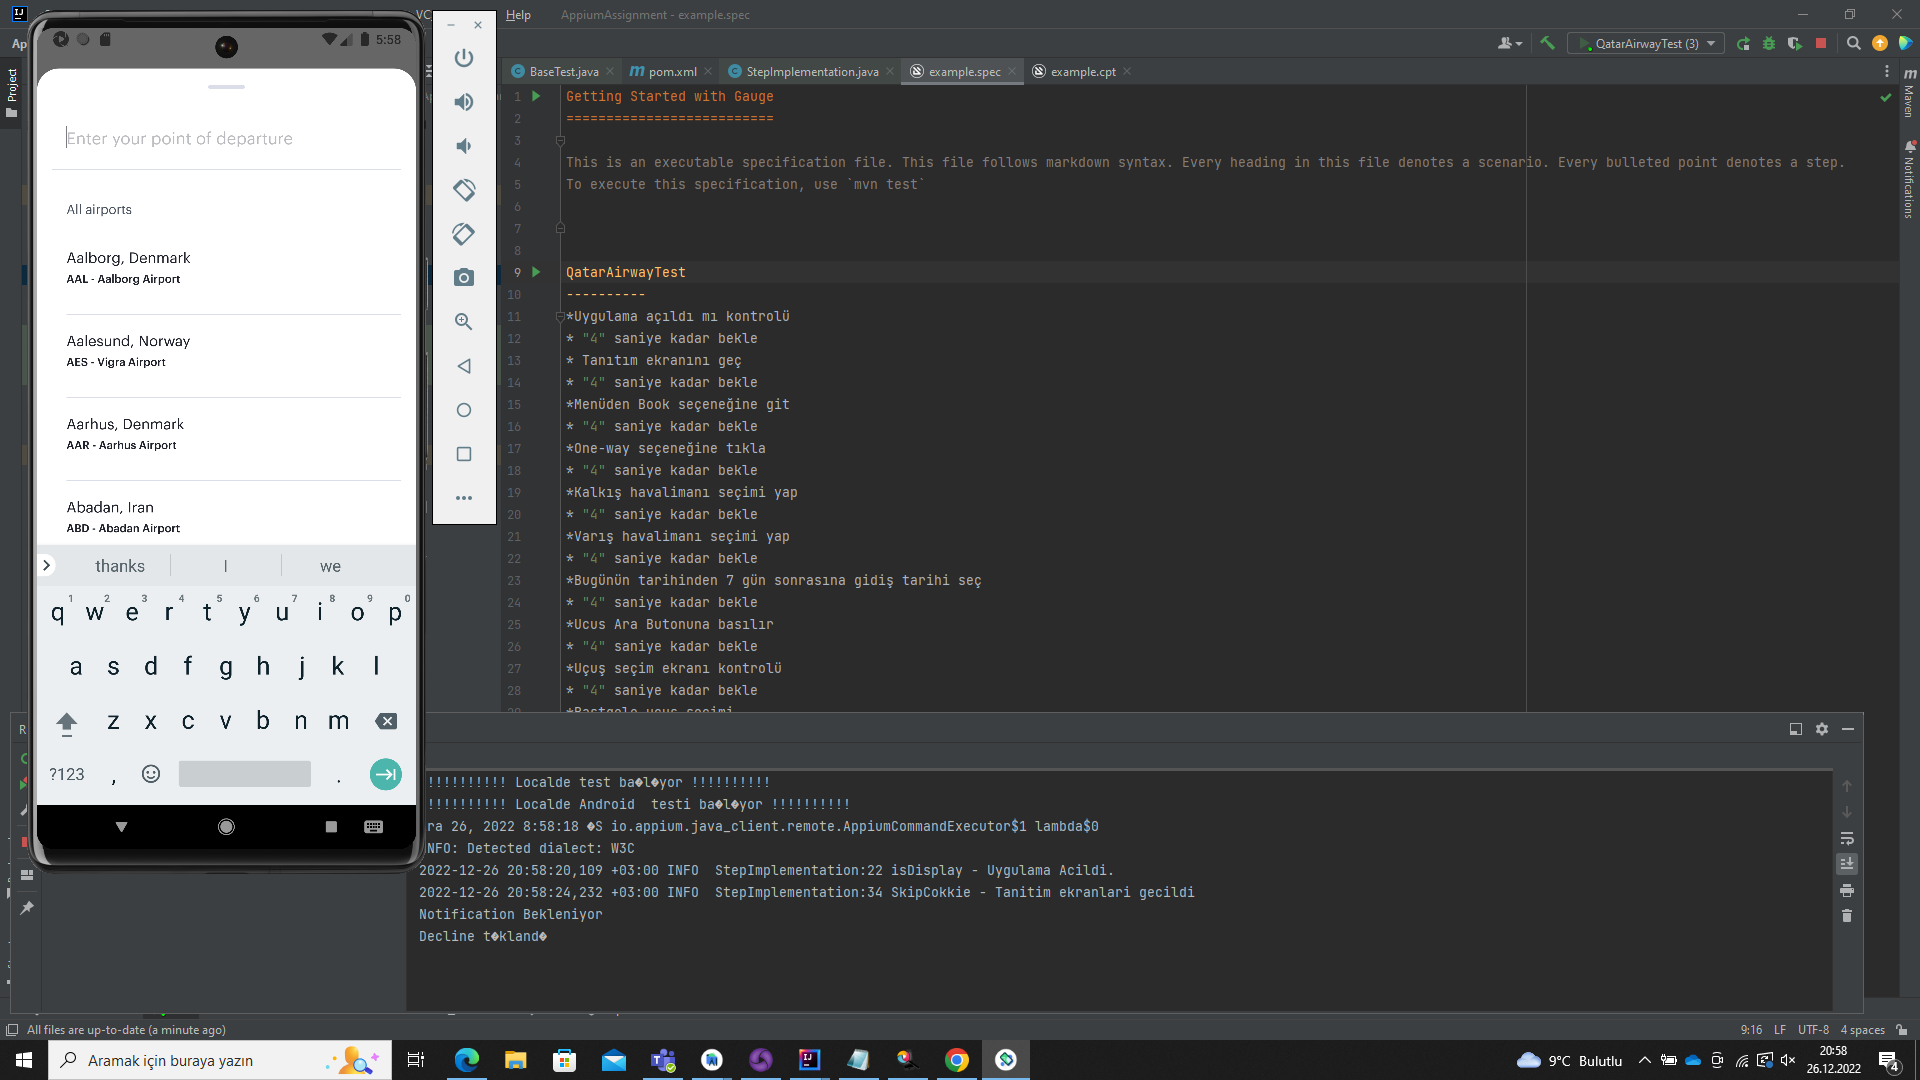 Help
AppiumAssignment - example.spec
QatarAirwayTest (3)
BaseTest.java
pom.xml
StepImplementation.java
example.spec
example.cpt
Project
Maven
Notifications
5:58
Enter your point of departure
All airports
Aalborg, Denmark
AAL - Aalborg Airport
Aalesund, Norway
AES - Vigra Airport
Aarhus, Denmark
AAR - Aarhus Airport
Abadan, Iran
ABD - Abadan Airport
thanks I we
1 2 3 4 5 6 7 8 9 0
q w e r t y u i o p
a s d f g h j k l
z x c v b n m
?123 , .
1 Getting Started with Gauge
2 ==========================
3
4 This is an executable specification file. This file follows markdown syntax. Every heading in this file denotes a scenario. Every bulleted point denotes a step.
5 To execute this specification, use `mvn test`
6
7
8
9 QatarAirwayTest
10 ----------
11 *Uygulama açıldı mı kontrolü
12 * "4" saniye kadar bekle
13 * Tanıtım ekranını geç
14 * "4" saniye kadar bekle
15 *Menüden Book seçeneğine git
16 * "4" saniye kadar bekle
17 *One-way seçeneğine tıkla
18 * "4" saniye kadar bekle
19 *Kalkış havalimanı seçimi yap
20 * "4" saniye kadar bekle
21 *Varış havalimanı seçimi yap
22 * "4" saniye kadar bekle
23 *Bugünün tarihinden 7 gün sonrasına gidiş tarihi seç
24 * "4" saniye kadar bekle
25 *Ucus Ara Butonuna basılır
26 * "4" saniye kadar bekle
27 *Uçuş seçim ekranı kontrolü
28 * "4" saniye kadar bekle
!!!!!!!!!! Localde test ba�l�yor !!!!!!!!!!
!!!!!!!!!! Localde Android  testi ba�l�yor !!!!!!!!!!
ra 26, 2022 8:58:18 �S io.appium.java_client.remote.AppiumCommandExecutor$1 lambda$0
NFO: Detected dialect: W3C
2022-12-26 20:58:20,109 +03:00 INFO  StepImplementation:22 isDisplay - Uygulama Acildi.
2022-12-26 20:58:24,232 +03:00 INFO  StepImplementation:34 SkipCokkie - Tanitim ekranlari gecildi
Notification Bekleniyor
Decline t�kland�
All files are up-to-date (a minute ago)
9:16 LF UTF-8 4 spaces
Aramak için buraya yazın
9°C Bulutlu
20:58
26.12.2022
4